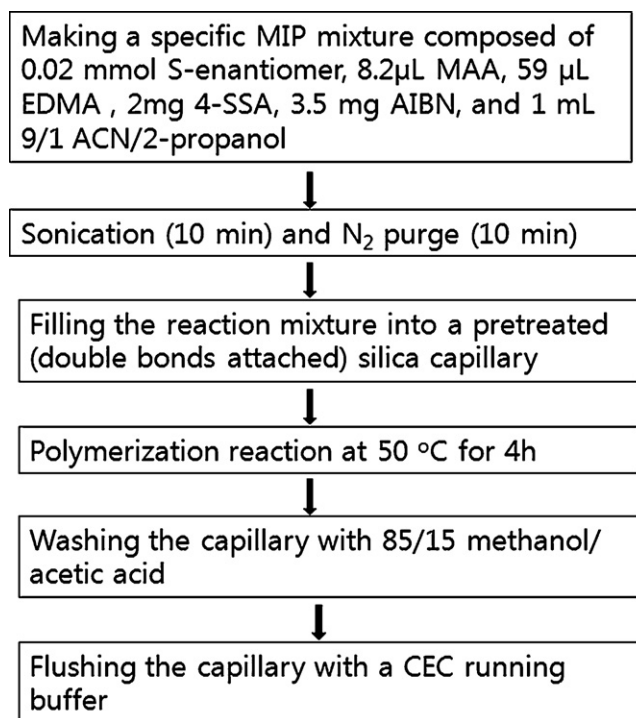 Making a specific MIP mixture composed of
0.02 mmol S-enantiomer, 8.2µL MAA, 59 µL
EDMA , 2mg 4-SSA, 3.5 mg AIBN, and 1 mL
9/1 ACN/2-propanol
Sonication (10 min) and N₂ purge (10 min)
Filling the reaction mixture into a pretreated
(double bonds attached) silica capillary
Polymerization reaction at 50 ºC for 4h
Washing the capillary with 85/15 methanol/
acetic acid
Flushing the capillary with a CEC running
buffer